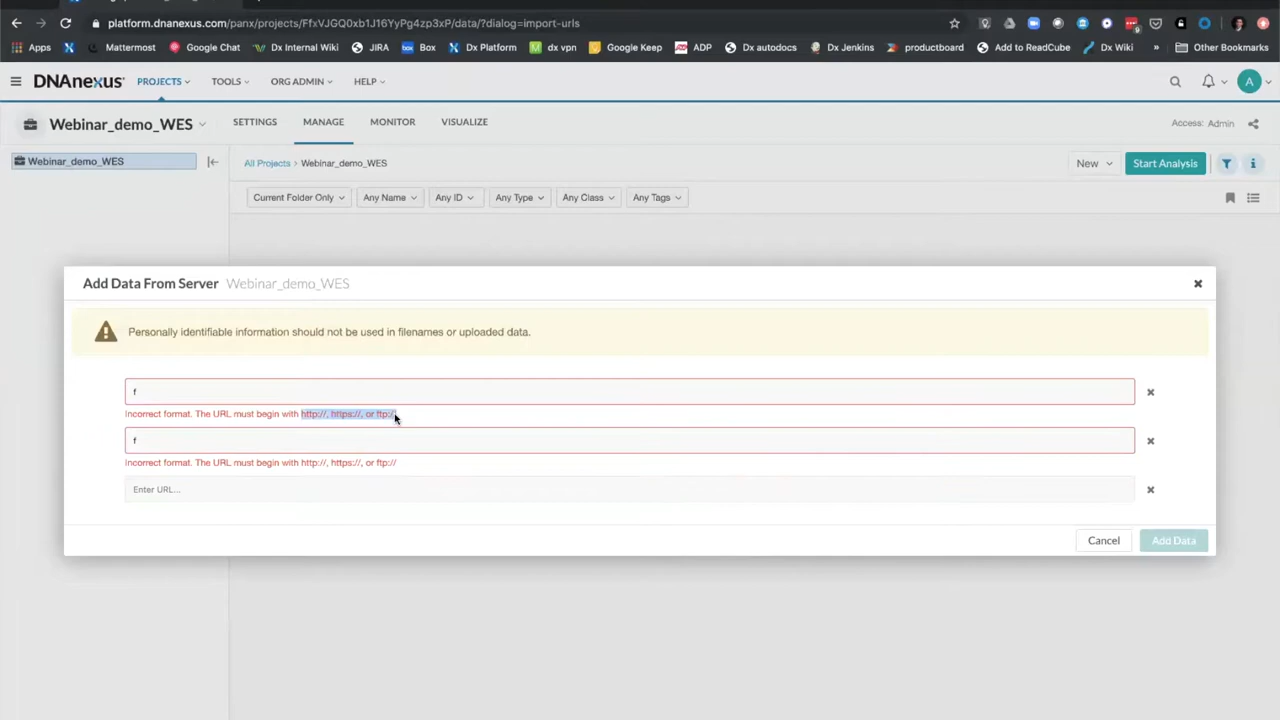 platform.dnanexus.com/panx/projects/FfxVJGQ0xb1J16YyPg4zp3xP/data/?dialog=import-urls
Apps Mattermost Google Chat Dx Internal Wiki JIRA Box Dx Platform dx vpn Google Keep ADP Dx autodocs Dx Jenkins productboard Add to ReadCube Dx Wiki » Other Bookmarks
DNAnexus PROJECTS TOOLS ORG ADMIN HELP A
Webinar_demo_WES SETTINGS MANAGE MONITOR VISUALIZE Access: Admin
Webinar_demo_WES All Projects > Webinar_demo_WES New Start Analysis
Current Folder Only Any Name Any ID Any Type Any Class Any Tags
Add Data From Server Webinar_demo_WES
Personally identifiable information should not be used in filenames or uploaded data.
f
Incorrect format. The URL must begin with http://, https://, or ftp://
f
Incorrect format. The URL must begin with http://, https://, or ftp://
Enter URL...
Cancel Add Data